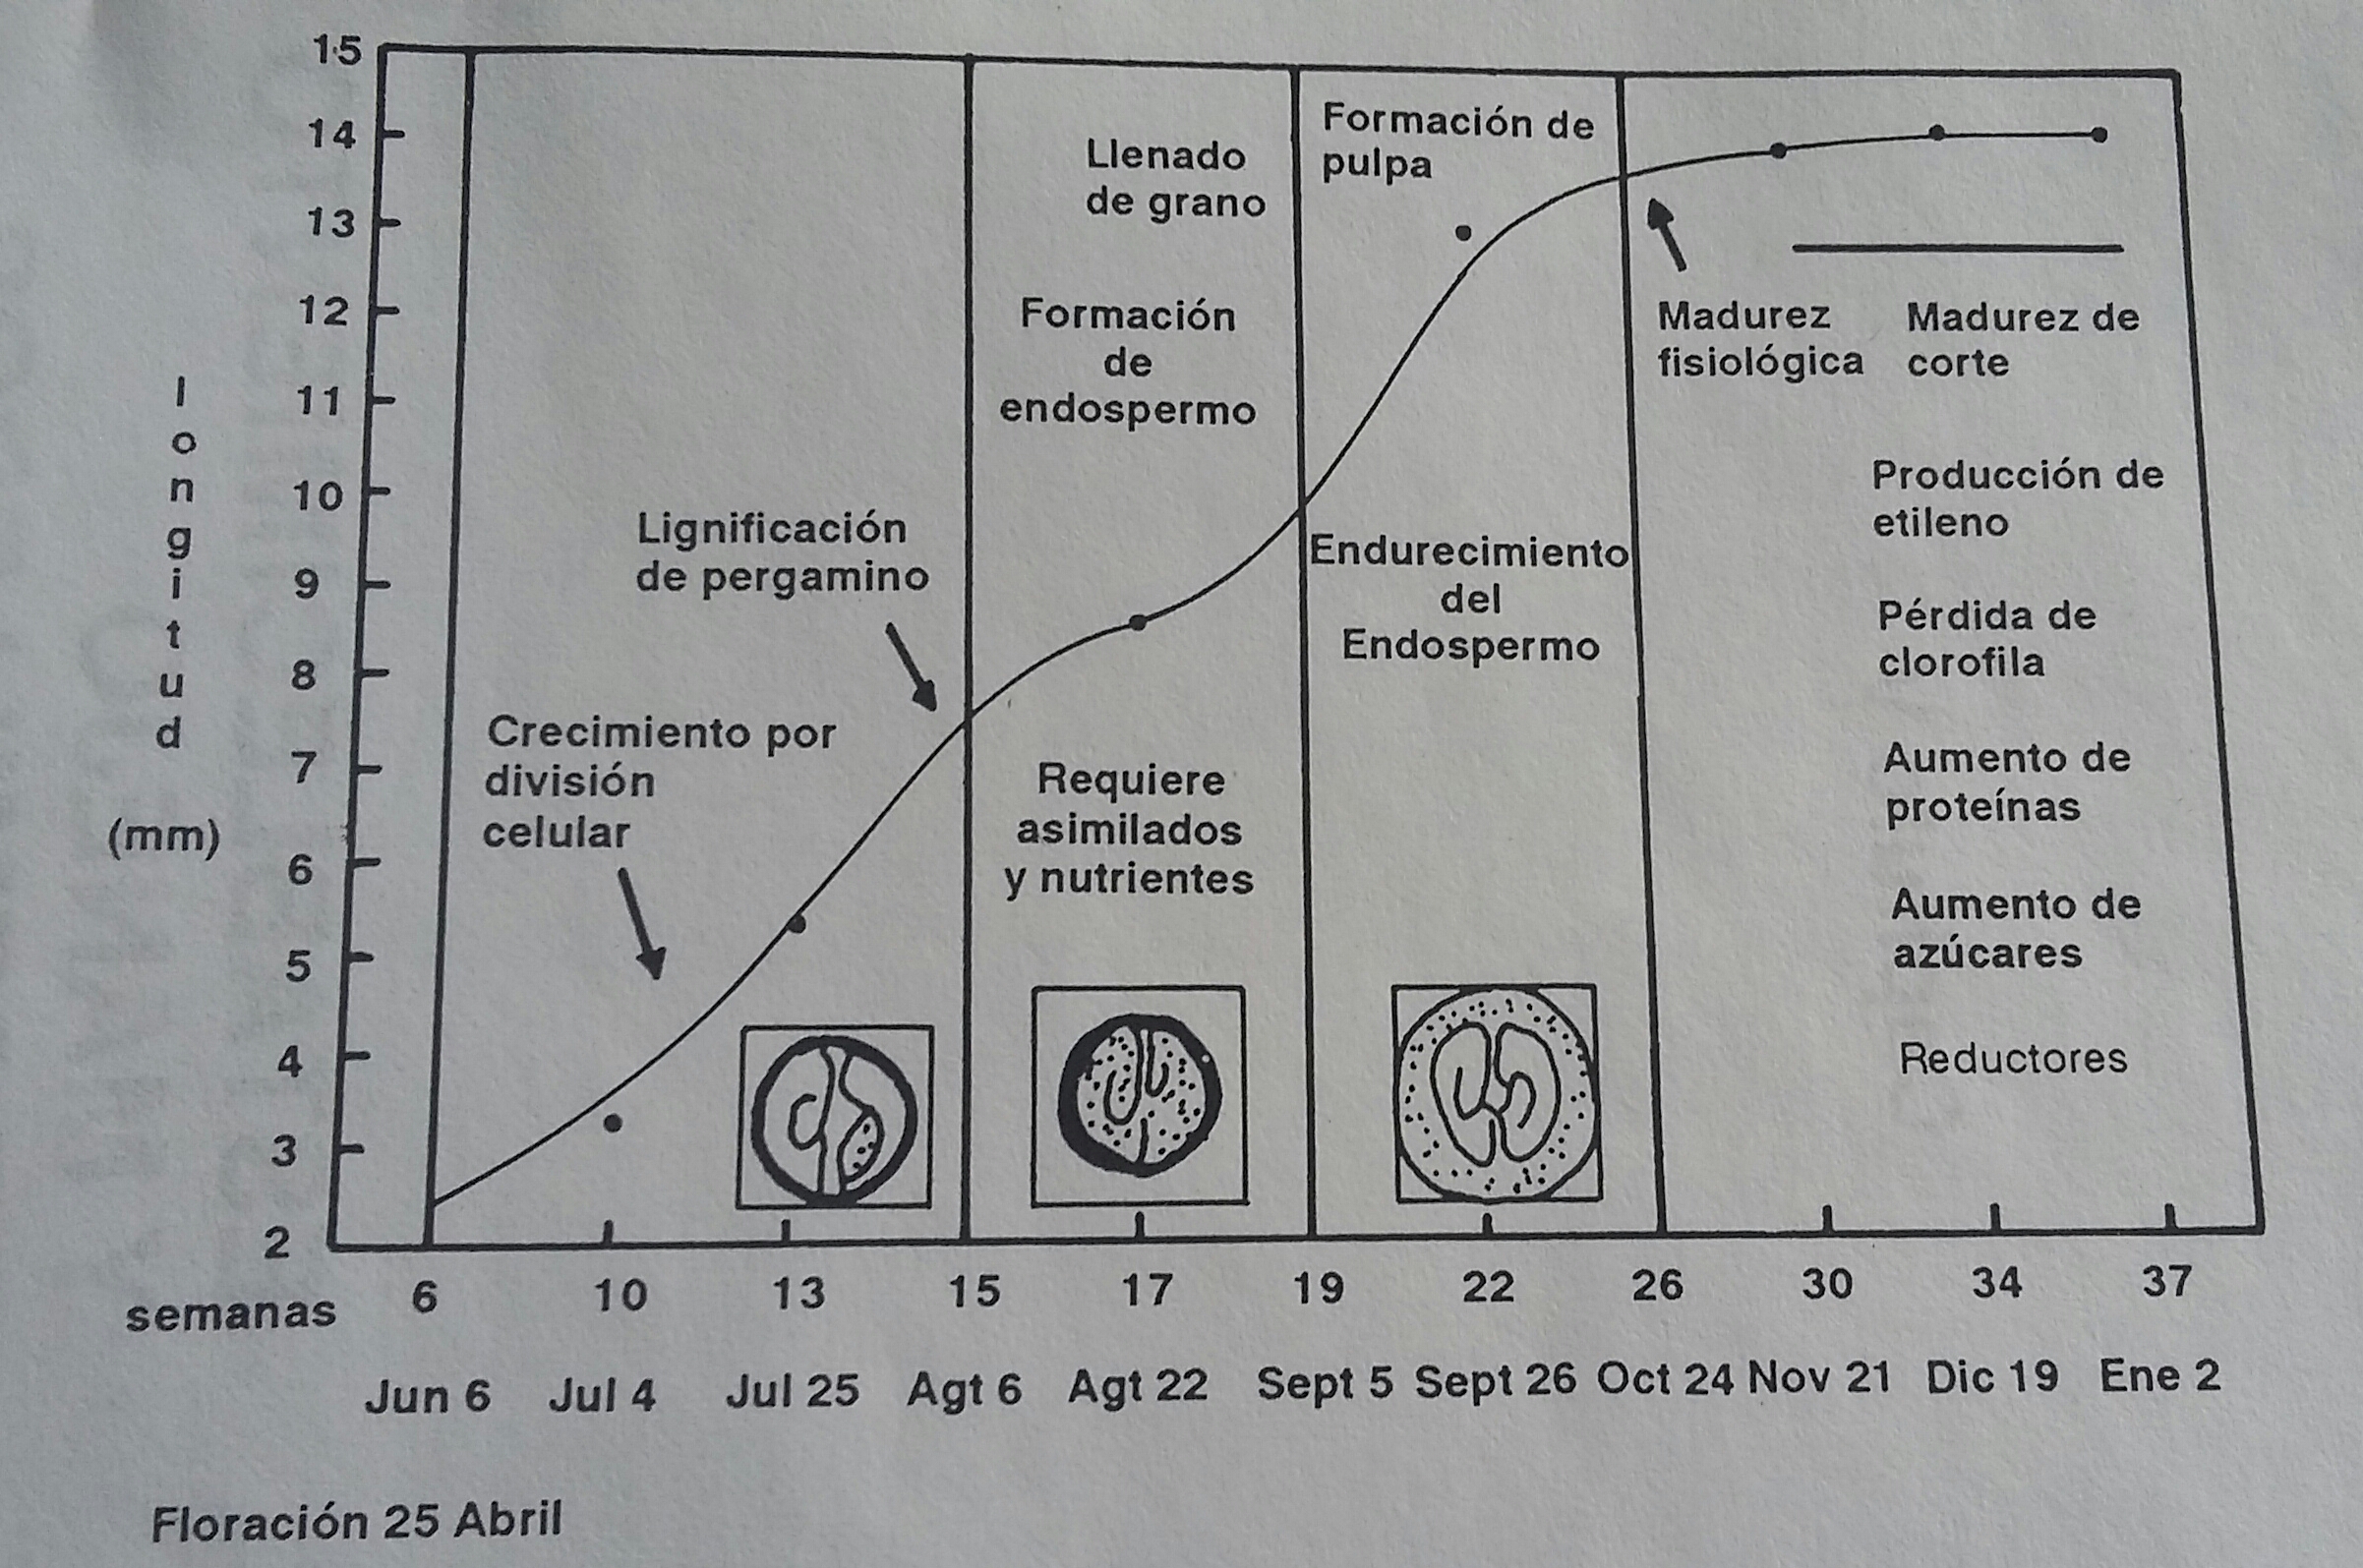 15
14
13
12
11
10
9
8
7
6
5
4
3
2
longitud
(mm)
Crecimiento por
división
celular
Lignificación
de pergamino
Llenado
de grano
Formación
de
endospermo
Requiere
asimilados
y nutrientes
Formación de
pulpa
Endurecimiento
del
Endospermo
Madurez
fisiológica
Madurez de
corte
Producción de
etileno
Pérdida de
clorofila
Aumento de
proteínas
Aumento de
azúcares
Reductores
semanas 6 10 13 15 17 19 22 26 30 34 37
Jun 6 Jul 4 Jul 25 Agt 6 Agt 22 Sept 5 Sept 26 Oct 24 Nov 21 Dic 19 Ene 2
Floración 25 Abril